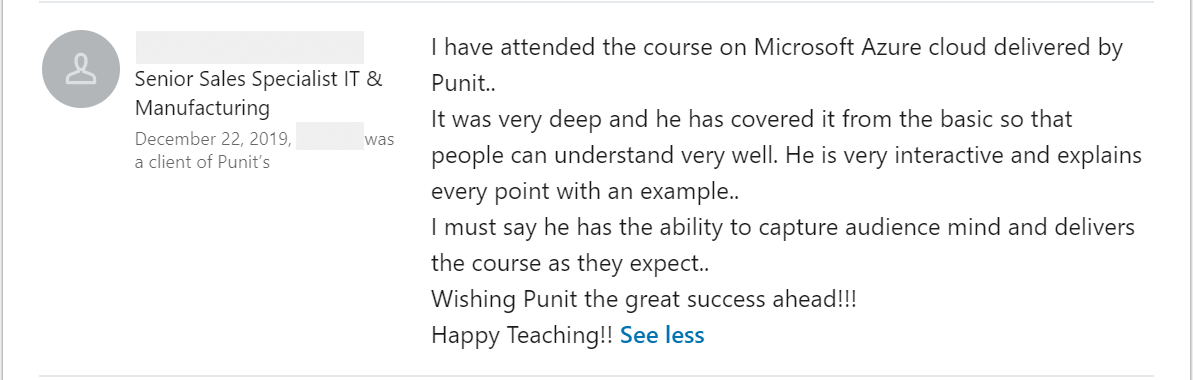 Senior Sales Specialist IT &
Manufacturing
December 22, 2019, was
a client of Punit's
I have attended the course on Microsoft Azure cloud delivered by
Punit..
It was very deep and he has covered it from the basic so that
people can understand very well. He is very interactive and explains
every point with an example..
I must say he has the ability to capture audience mind and delivers
the course as they expect..
Wishing Punit the great success ahead!!!
Happy Teaching!! See less